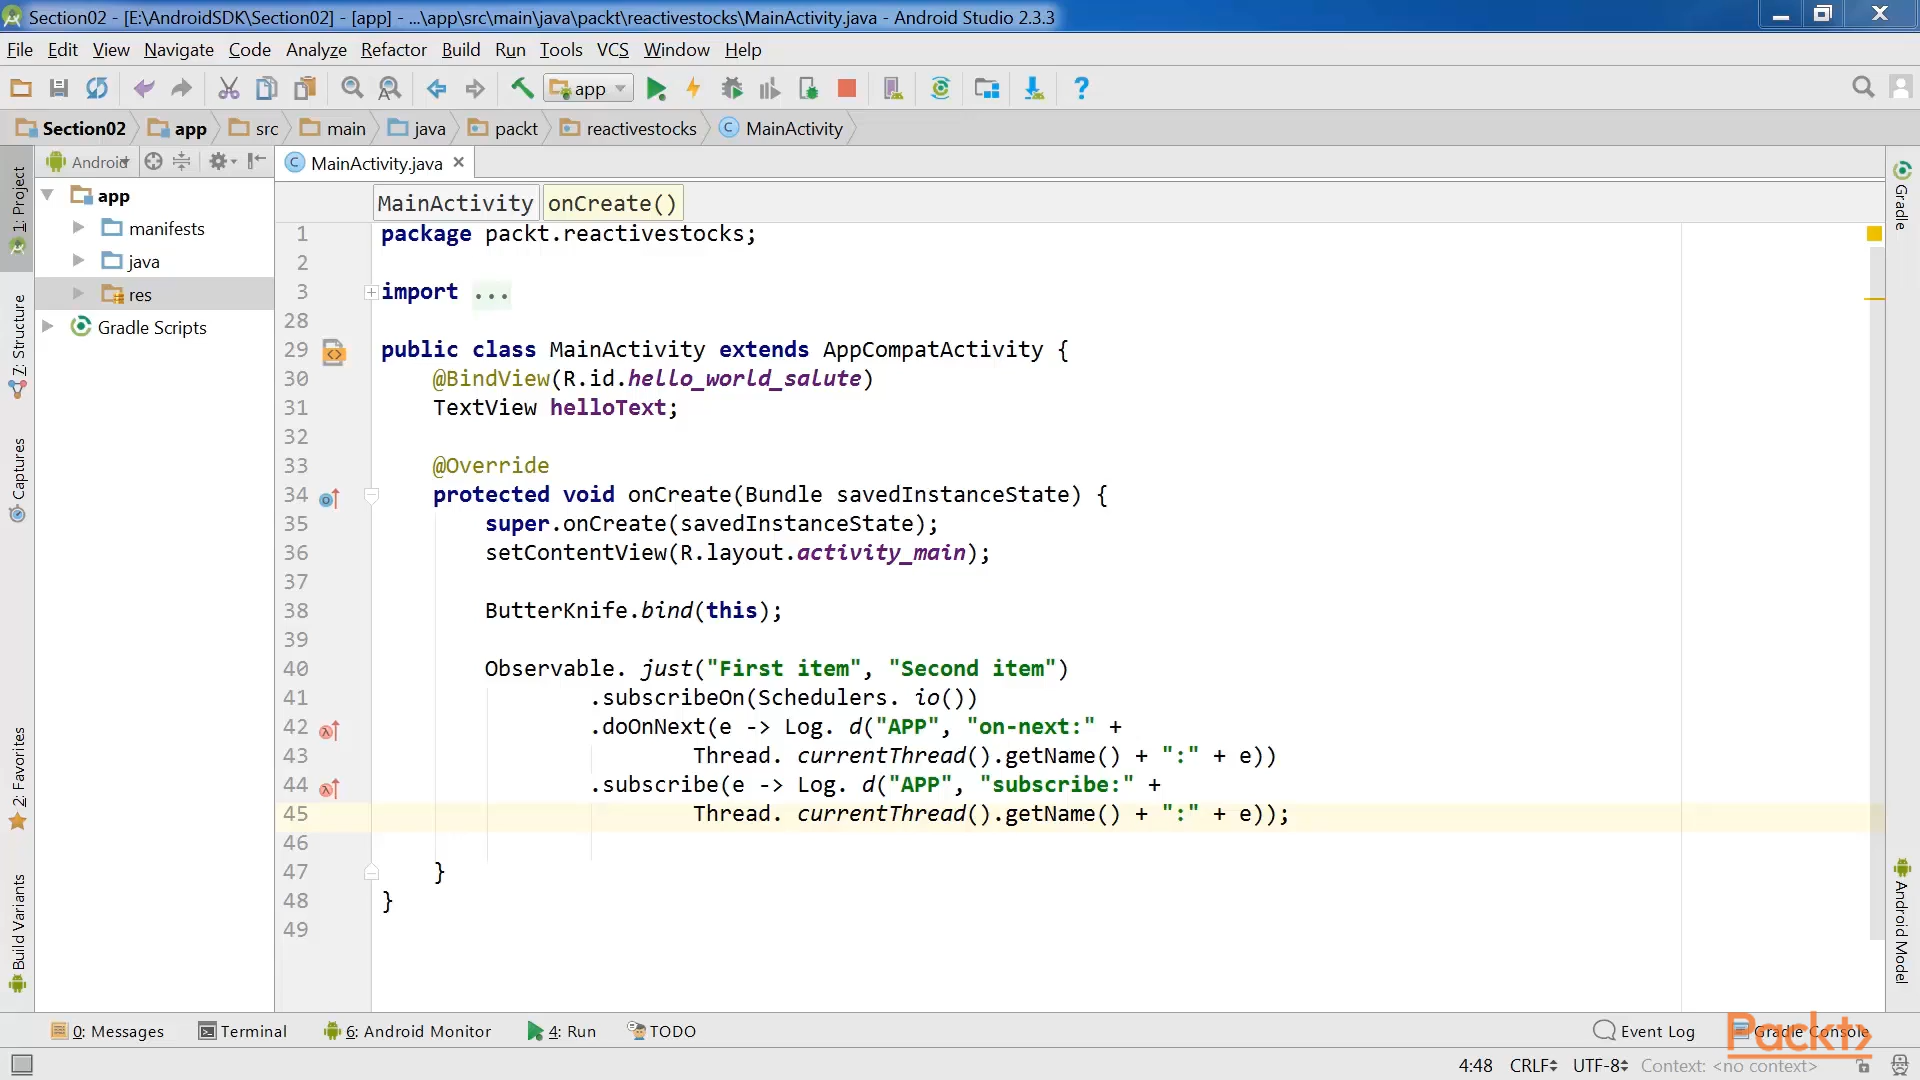 Section02 - [E:\AndroidSDK\Section02] - [app] - ...\app\src\main\java\packt\reactivestocks\MainActivity.java - Android Studio 2.3.3
File Edit View Navigate Code Analyze Refactor Build Run Tools VCS Window Help
app
Section02 app src main java packt reactivestocks MainActivity
Android
MainActivity.java
1: Project
7: Structure
Captures
2: Favorites
Build Variants
app
manifests
java
res
Gradle Scripts
MainActivity onCreate()
1 package packt.reactivestocks;
2
3 import ...
28
29 public class MainActivity extends AppCompatActivity {
30 @BindView(R.id.hello_world_salute)
31 TextView helloText;
32
33 @Override
34 protected void onCreate(Bundle savedInstanceState) {
35 super.onCreate(savedInstanceState);
36 setContentView(R.layout.activity_main);
37
38 ButterKnife.bind(this);
39
40 Observable. just("First item", "Second item")
41 .subscribeOn(Schedulers. io())
42 .doOnNext(e -> Log. d("APP", "on-next:" +
43 Thread. currentThread().getName() + ":" + e))
44 .subscribe(e -> Log. d("APP", "subscribe:" +
45 Thread. currentThread().getName() + ":" + e));
46
47 }
48 }
49
Gradle
Android Model
0: Messages Terminal 6: Android Monitor 4: Run TODO Event Log Gradle Console
Packt
4:48 CRLF UTF-8 Context: <no context>